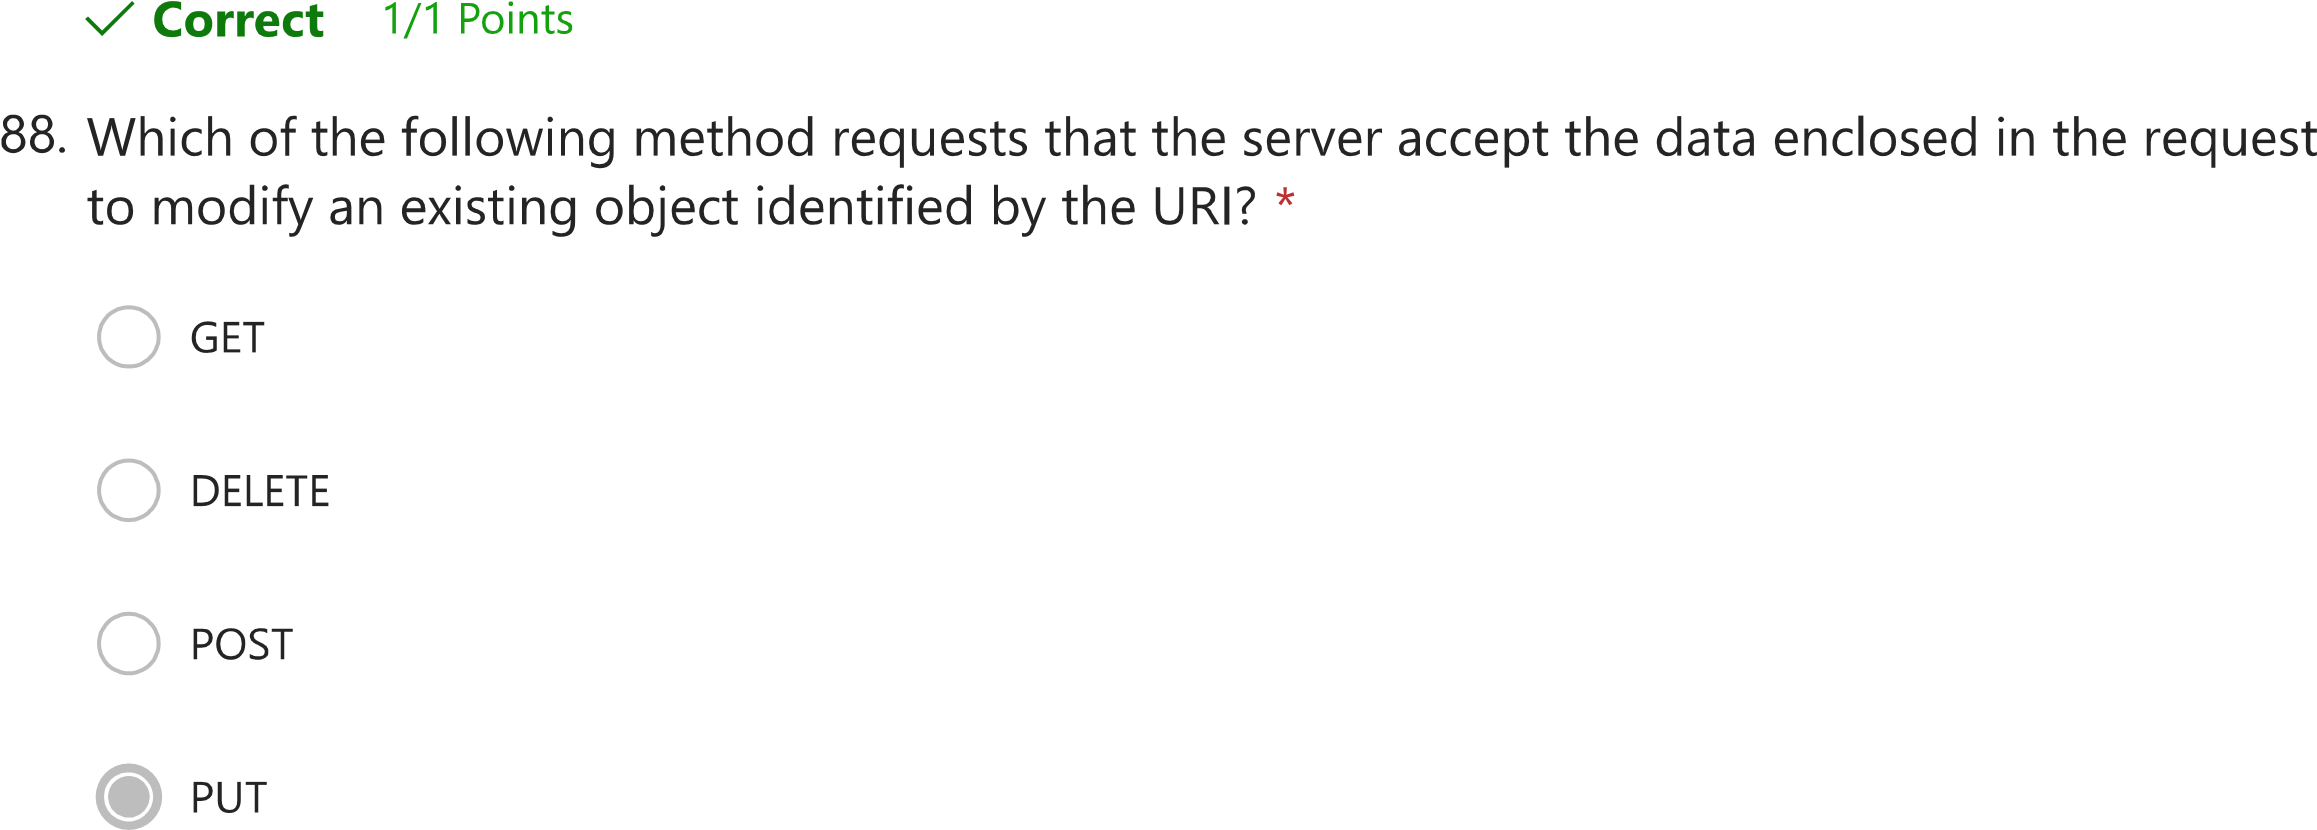 Correct 1/1 Points
88. Which of the following method requests that the server accept the data enclosed in the request
to modify an existing object identified by the URI? *
GET
DELETE
POST
PUT